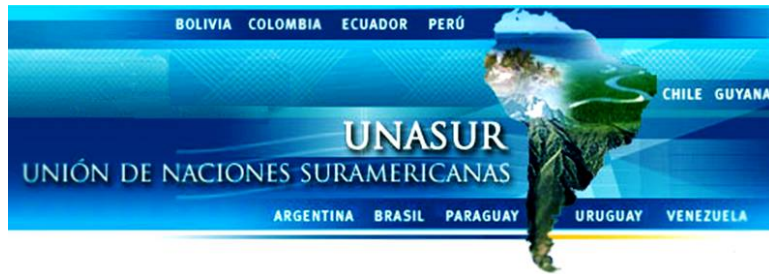 BOLIVIA COLOMBIA ECUADOR PERÚ
CHILE GUYANA
UNASUR
UNIÓN DE NACIONES SURAMERICANAS
ARGENTINA BRASIL PARAGUAY URUGUAY VENEZUELA